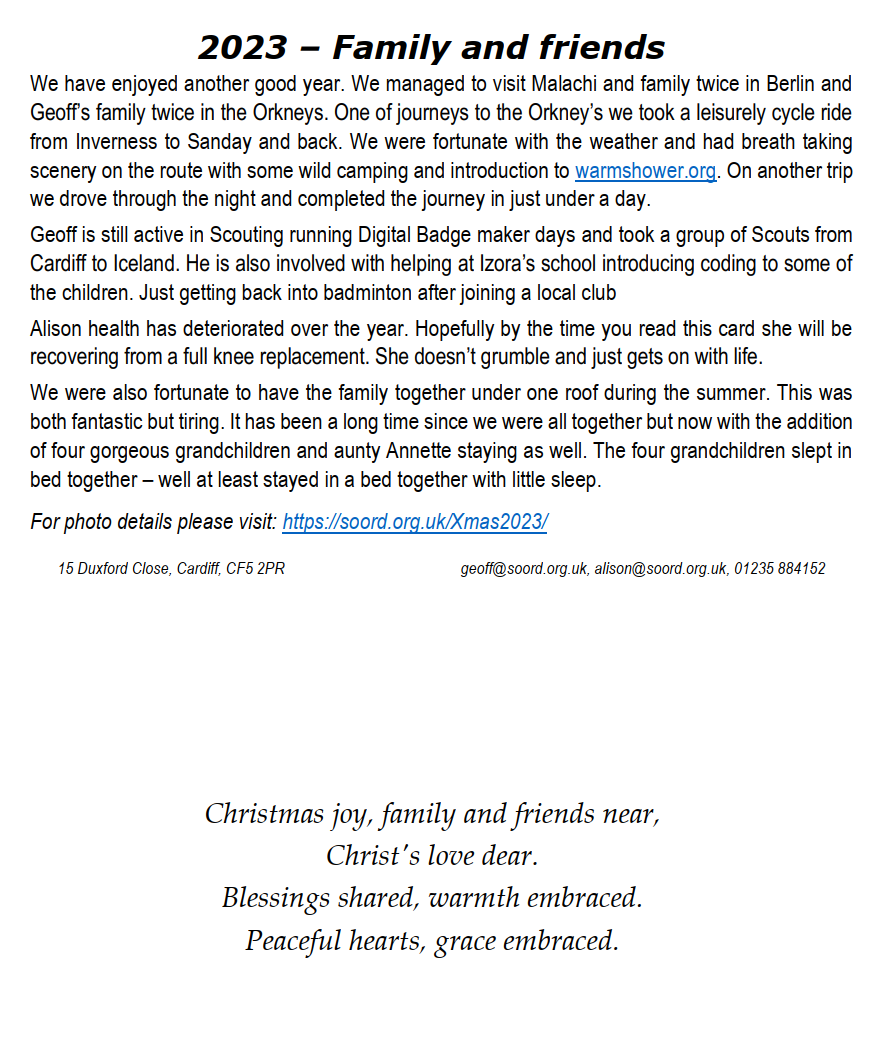 2023 – Family and friends
We have enjoyed another good year. We managed to visit Malachi and family twice in Berlin and
Geoff’s family twice in the Orkneys. One of journeys to the Orkney’s we took a leisurely cycle ride
from Inverness to Sanday and back. We were fortunate with the weather and had breath taking
scenery on the route with some wild camping and introduction to warmshower.org. On another trip
we drove through the night and completed the journey in just under a day.
Geoff is still active in Scouting running Digital Badge maker days and took a group of Scouts from
Cardiff to Iceland. He is also involved with helping at Izora’s school introducing coding to some of
the children. Just getting back into badminton after joining a local club
Alison health has deteriorated over the year. Hopefully by the time you read this card she will be
recovering from a full knee replacement. She doesn’t grumble and just gets on with life.
We were also fortunate to have the family together under one roof during the summer. This was
both fantastic but tiring. It has been a long time since we were all together but now with the addition
of four gorgeous grandchildren and aunty Annette staying as well. The four grandchildren slept in
bed together – well at least stayed in a bed together with little sleep.
For photo details please visit: https://soord.org.uk/Xmas2023/
15 Duxford Close, Cardiff, CF5 2PR geoff@soord.org.uk, alison@soord.org.uk, 01235 884152
Christmas joy, family and friends near,
Christ's love dear.
Blessings shared, warmth embraced.
Peaceful hearts, grace embraced.